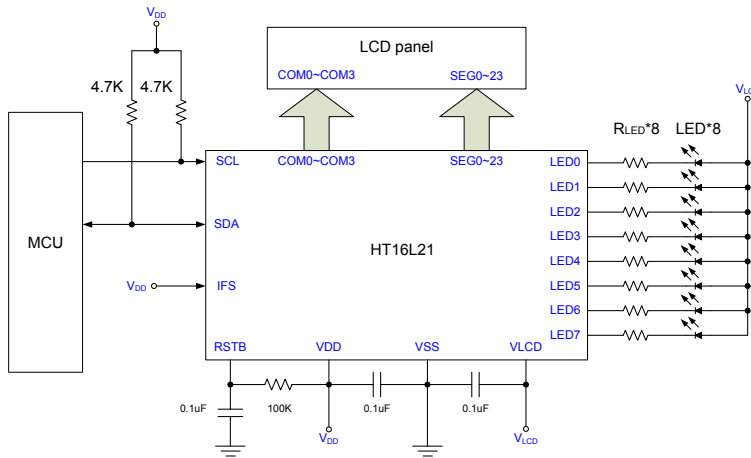 VDD
LCD panel
COM0~COM3 SEG0~23
4.7K 4.7K
RLED*8 LED*8
MCU
SCL
COM0~COM3 SEG0~23
LED0
LED1
SDA
LED2
HT16L21
LED3
LED4
VDD
IFS
LED5
LED6
LED7
RSTB VDD VSS VLCD
0.1uF 100K 0.1uF 0.1uF
VDD VLCD